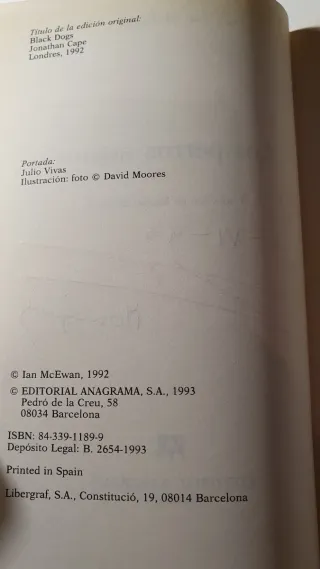 Título de la edición original:
Black Dogs
Jonathan Cape
Londres, 1992
Portada:
Julio Vivas
Ilustración: foto © David Moores
© Ian McEwan, 1992
© EDITORIAL ANAGRAMA, S.A., 1993
Pedró de la Creu, 58
08034 Barcelona
ISBN: 84-339-1189-9
Depósito Legal: B. 2654-1993
Printed in Spain
Libergraf, S.A., Constitució, 19, 08014 Barcelona